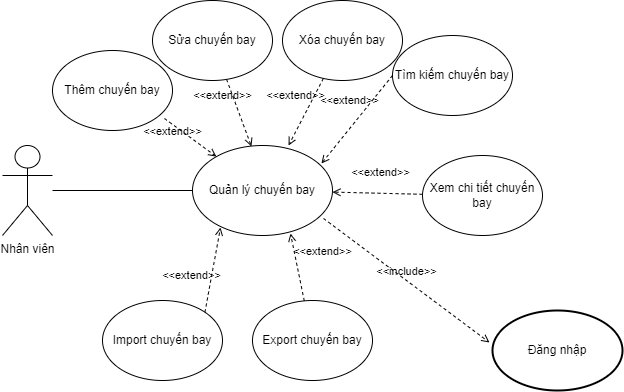 Sửa chuyến bay
Xóa chuyến bay
Tìm kiếm chuyến bay
Thêm chuyến bay
<<extend>>
<<extend>>
<<extend>>
<<extend>>
Quản lý chuyến bay
<<extend>>
Xem chi tiết chuyến
bay
Nhân viên
<<extend>>
<<extend>>
<<include>>
Import chuyến bay
Export chuyến bay
Đăng nhập